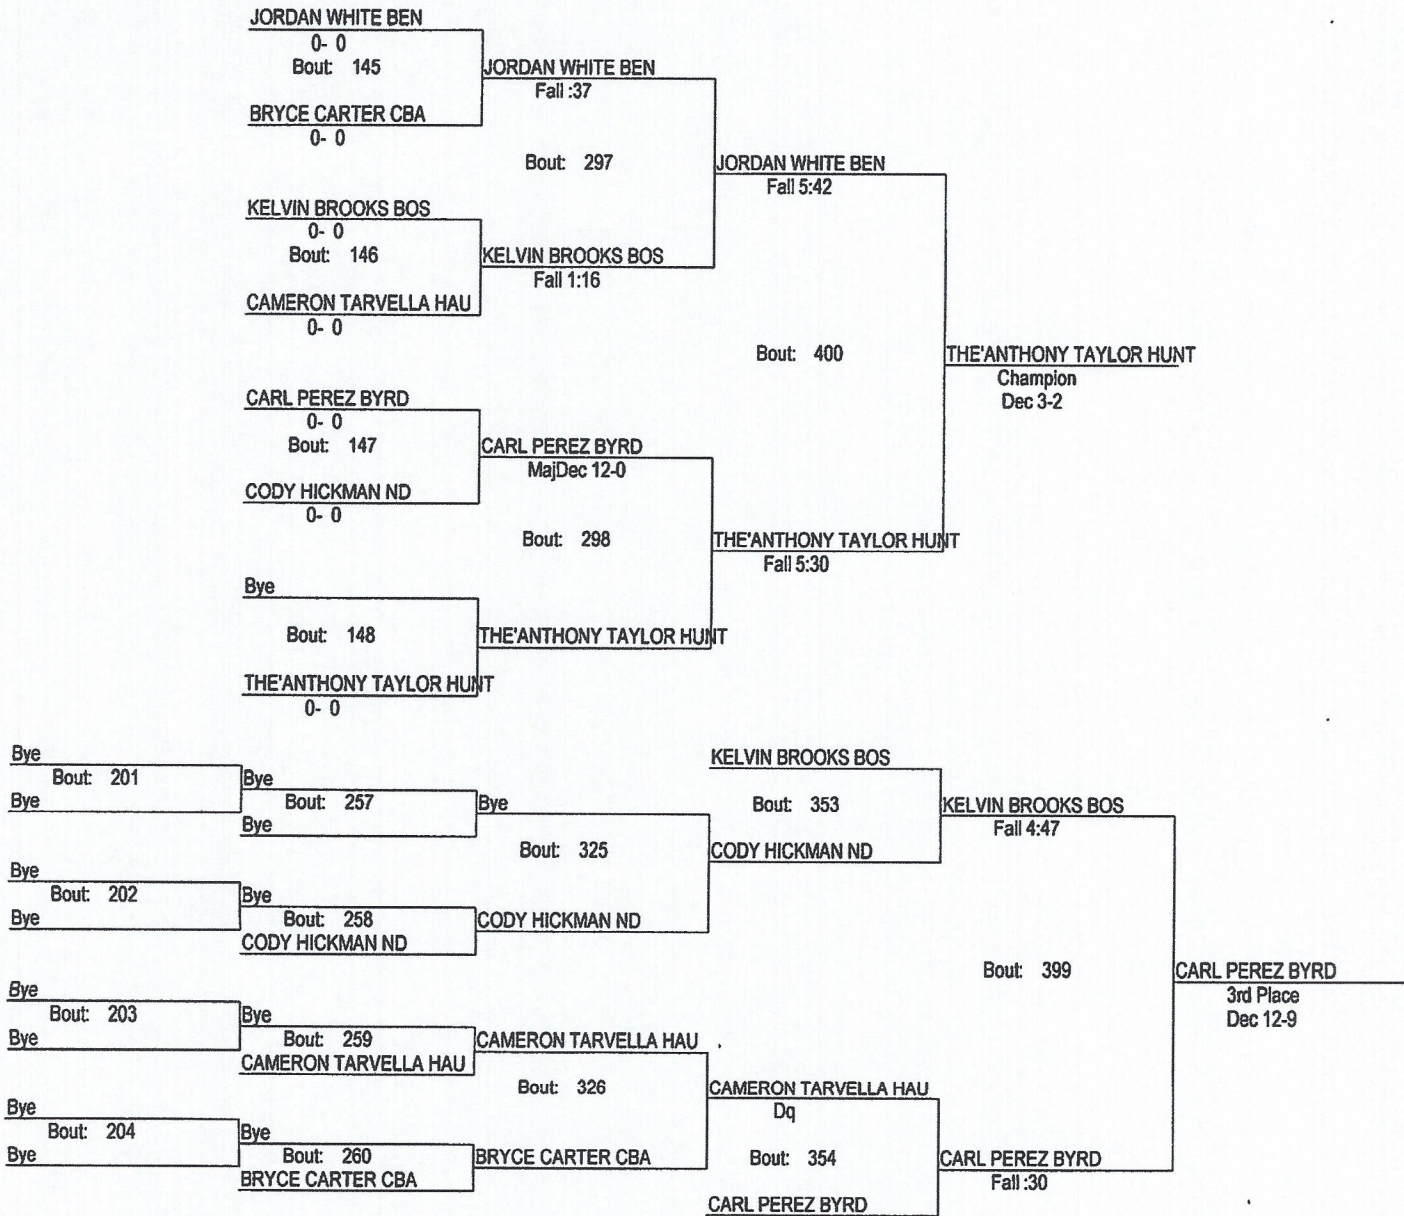 JORDAN WHITE BEN
0- 0
Bout: 145
BRYCE CARTER CBA
0- 0
JORDAN WHITE BEN
Fall :37
Bout: 297
KELVIN BROOKS BOS
0- 0
Bout: 146
CAMERON TARVELLA HAU
0- 0
KELVIN BROOKS BOS
Fall 1:16
JORDAN WHITE BEN
Fall 5:42
Bout: 400
CARL PEREZ BYRD
0- 0
Bout: 147
CODY HICKMAN ND
0- 0
CARL PEREZ BYRD
MajDec 12-0
Bout: 298
Bye
Bout: 148
THE'ANTHONY TAYLOR HUNT
0- 0
THE'ANTHONY TAYLOR HUNT
THE'ANTHONY TAYLOR HUNT
Fall 5:30
THE'ANTHONY TAYLOR HUNT
Champion
Dec 3-2
Bye
Bout: 201
Bye
Bye
Bout: 257
Bye
Bye
Bout: 325
Bye
Bout: 202
Bye
Bye
Bout: 258
CODY HICKMAN ND
CODY HICKMAN ND
KELVIN BROOKS BOS
Bout: 353
CODY HICKMAN ND
KELVIN BROOKS BOS
Fall 4:47
Bout: 399
Bye
Bout: 203
Bye
Bye
Bout: 259
CAMERON TARVELLA HAU
CAMERON TARVELLA HAU
Bout: 326
Bye
Bout: 204
Bye
Bye
Bout: 260
BRYCE CARTER CBA
BRYCE CARTER CBA
CAMERON TARVELLA HAU
Dq
Bout: 354
CARL PEREZ BYRD
CARL PEREZ BYRD
Fall :30
CARL PEREZ BYRD
3rd Place
Dec 12-9